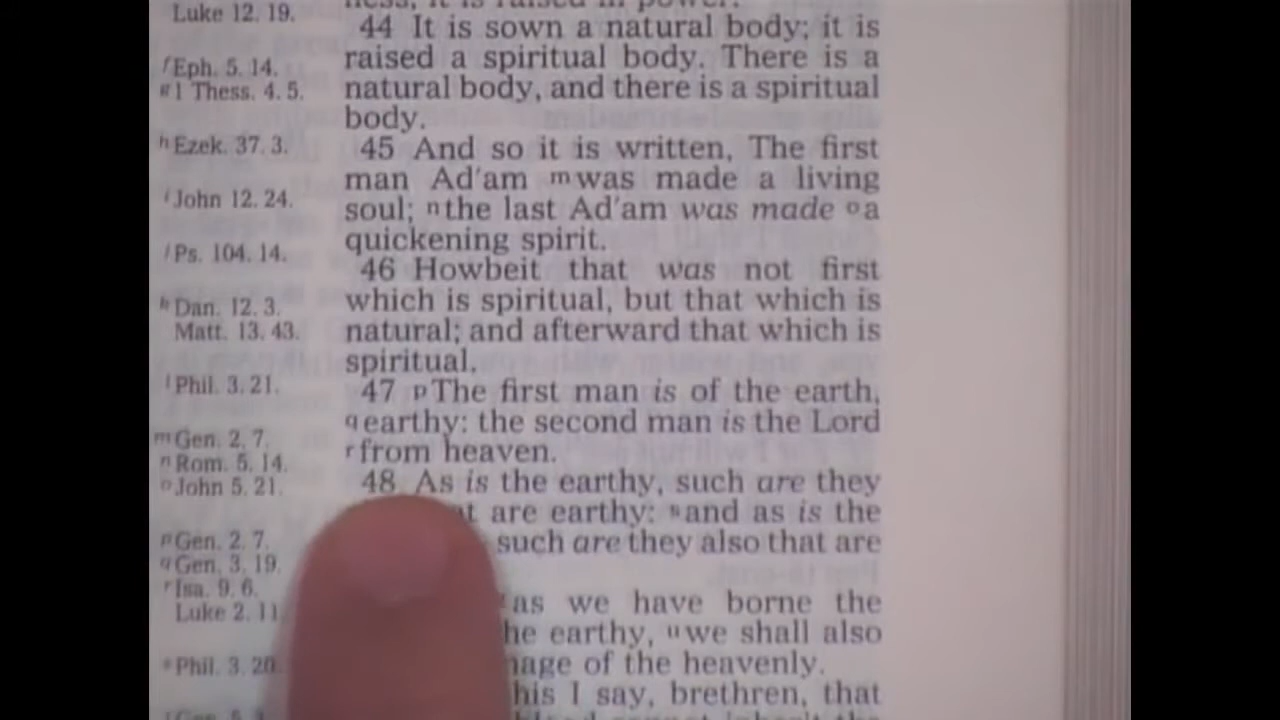 Luke 12. 19.
f Eph. 5. 14.
g 1 Thess. 4. 5.
h Ezek. 37. 3.
i John 12. 24.
j Ps. 104. 14.
k Dan. 12. 3.
Matt. 13. 43.
l Phil. 3. 21.
m Gen. 2. 7.
n Rom. 5. 14.
o John 5. 21.
p Gen. 2. 7.
q Gen. 3. 19.
r Isa. 9. 6.
Luke 2. 11
s Phil. 3. 20.
ness, it is raised in power.
44 It is sown a natural body; it is
raised a spiritual body. There is a
natural body, and there is a spiritual
body.
45 And so it is written, The first
man Ad'am m was made a living
soul; n the last Ad'am was made o a
quickening spirit.
46 Howbeit that was not first
which is spiritual, but that which is
natural; and afterward that which is
spiritual.
47 p The first man is of the earth,
q earthy: the second man is the Lord
r from heaven.
48 As is the earthy, such are they
are earthy: s and as is the
such are they also that are
as we have borne the
earthy, u we shall also
of the heavenly.
I say, brethren, that